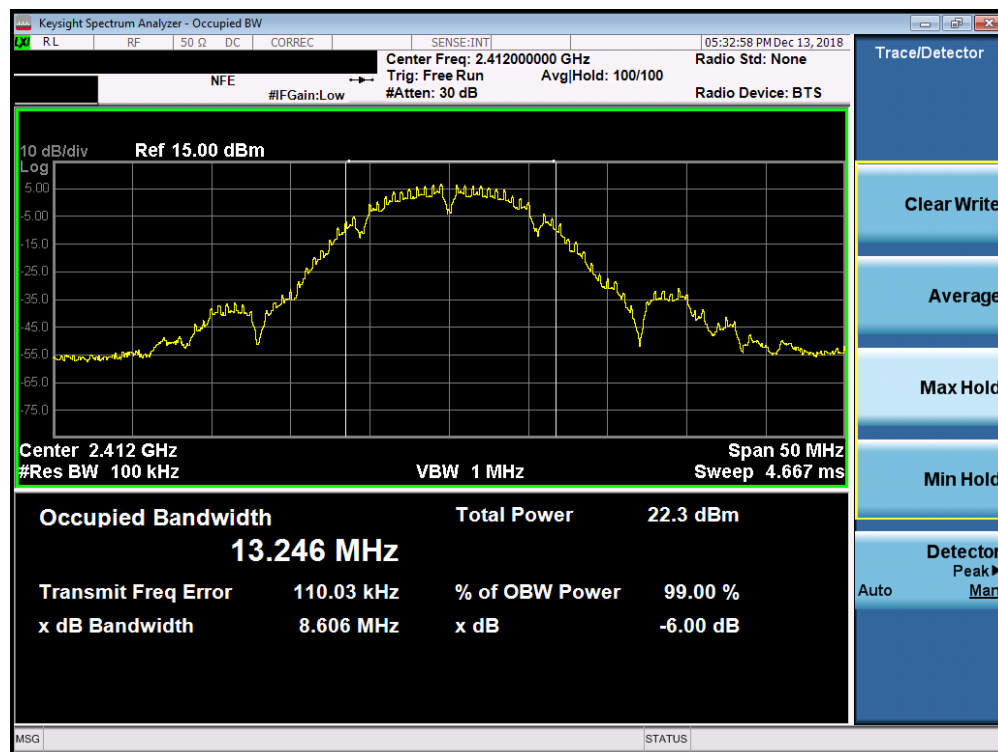 Keysight Spectrum Analyzer - Occupied BW
LXI RL RF 50 Ω DC CORREC SENSE:INT 05:32:58 PM Dec 13, 2018
Center Freq: 2.412000000 GHz Radio Std: None
NFE Trig: Free Run Avg|Hold: 100/100
#IFGain:Low #Atten: 30 dB Radio Device: BTS
Trace/Detector
10 dB/div Ref 15.00 dBm
Log
5.00
-5.00
-15.0
-25.0
-35.0
-45.0
-55.0
-65.0
-75.0
Center 2.412 GHz Span 50 MHz
#Res BW 100 kHz VBW 1 MHz Sweep 4.667 ms
Occupied Bandwidth Total Power 22.3 dBm
13.246 MHz
Transmit Freq Error 110.03 kHz % of OBW Power 99.00 %
x dB Bandwidth 8.606 MHz x dB -6.00 dB
Clear Write
Average
Max Hold
Min Hold
Detector
Peak
Auto Man
MSG STATUS